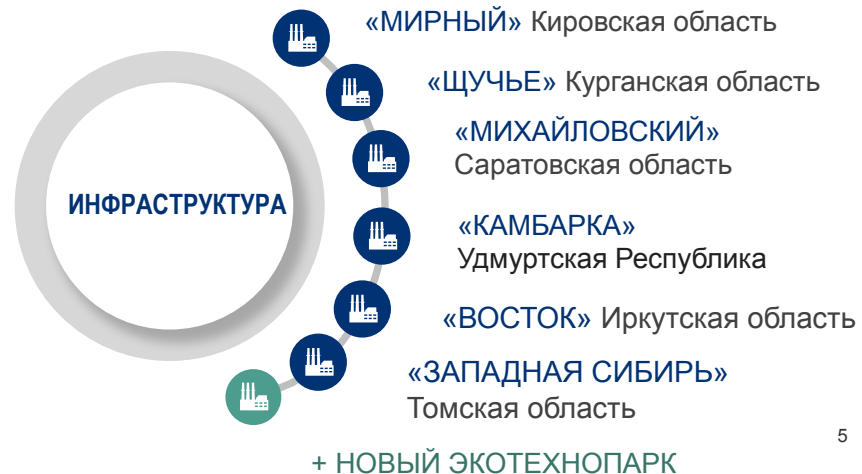 «МИРНЫЙ» Кировская область
«ЩУЧЬЕ» Курганская область
«МИХАЙЛОВСКИЙ»
Саратовская область
ИНФРАСТРУКТУРА
«КАМБАРКА»
Удмуртская Республика
«ВОСТОК» Иркутская область
«ЗАПАДНАЯ СИБИРЬ»
Томская область
5
+ НОВЫЙ ЭКОТЕХНОПАРК